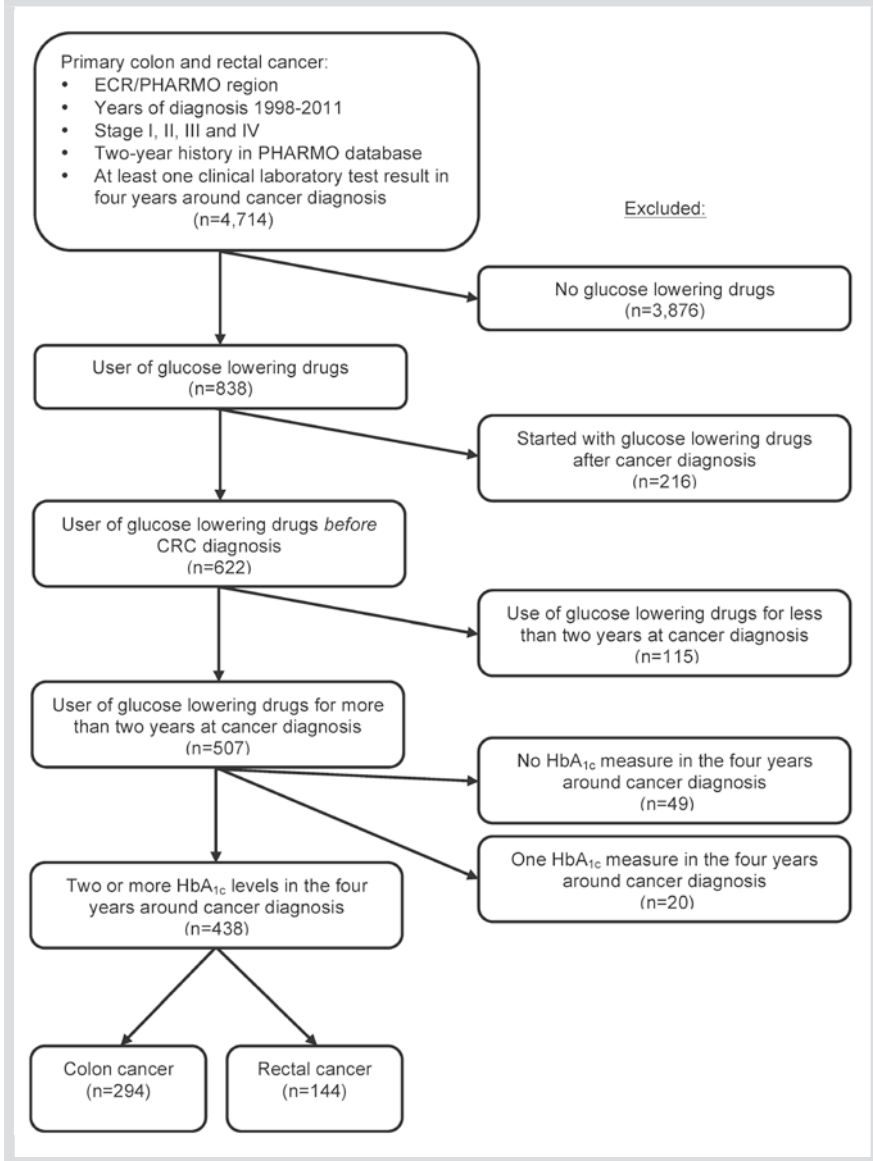 Primary colon and rectal cancer:
• ECR/PHARMO region
• Years of diagnosis 1998-2011
• Stage I, II, III and IV
• Two-year history in PHARMO database
• At least one clinical laboratory test result in
four years around cancer diagnosis
(n=4,714)
Excluded:
No glucose lowering drugs
(n=3,876)
User of glucose lowering drugs
(n=838)
Started with glucose lowering drugs
after cancer diagnosis
(n=216)
User of glucose lowering drugs before
CRC diagnosis
(n=622)
Use of glucose lowering drugs for less
than two years at cancer diagnosis
(n=115)
User of glucose lowering drugs for more
than two years at cancer diagnosis
(n=507)
No HbA1c measure in the four years
around cancer diagnosis
(n=49)
One HbA1c measure in the four years
around cancer diagnosis
(n=20)
Two or more HbA1c levels in the four
years around cancer diagnosis
(n=438)
Colon cancer
(n=294)
Rectal cancer
(n=144)